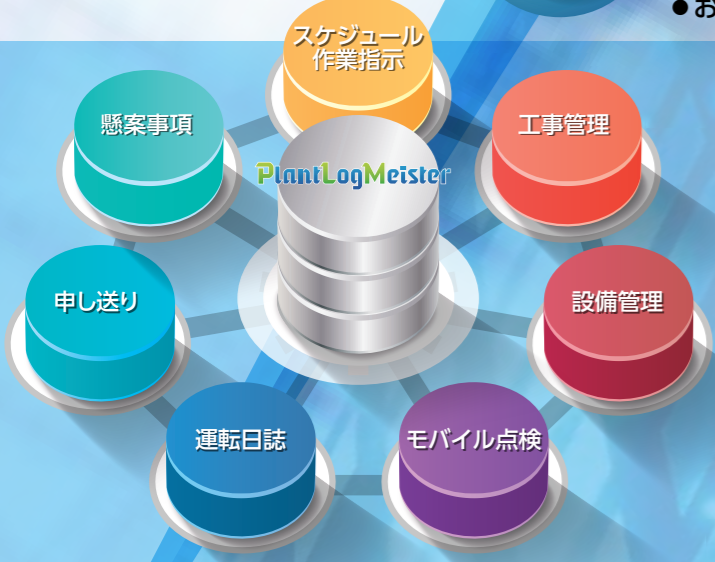 ● お
スケジュール
作業指示
懸案事項
工事管理
PlantLogMeister
申し送り
設備管理
運転日誌
モバイル点検